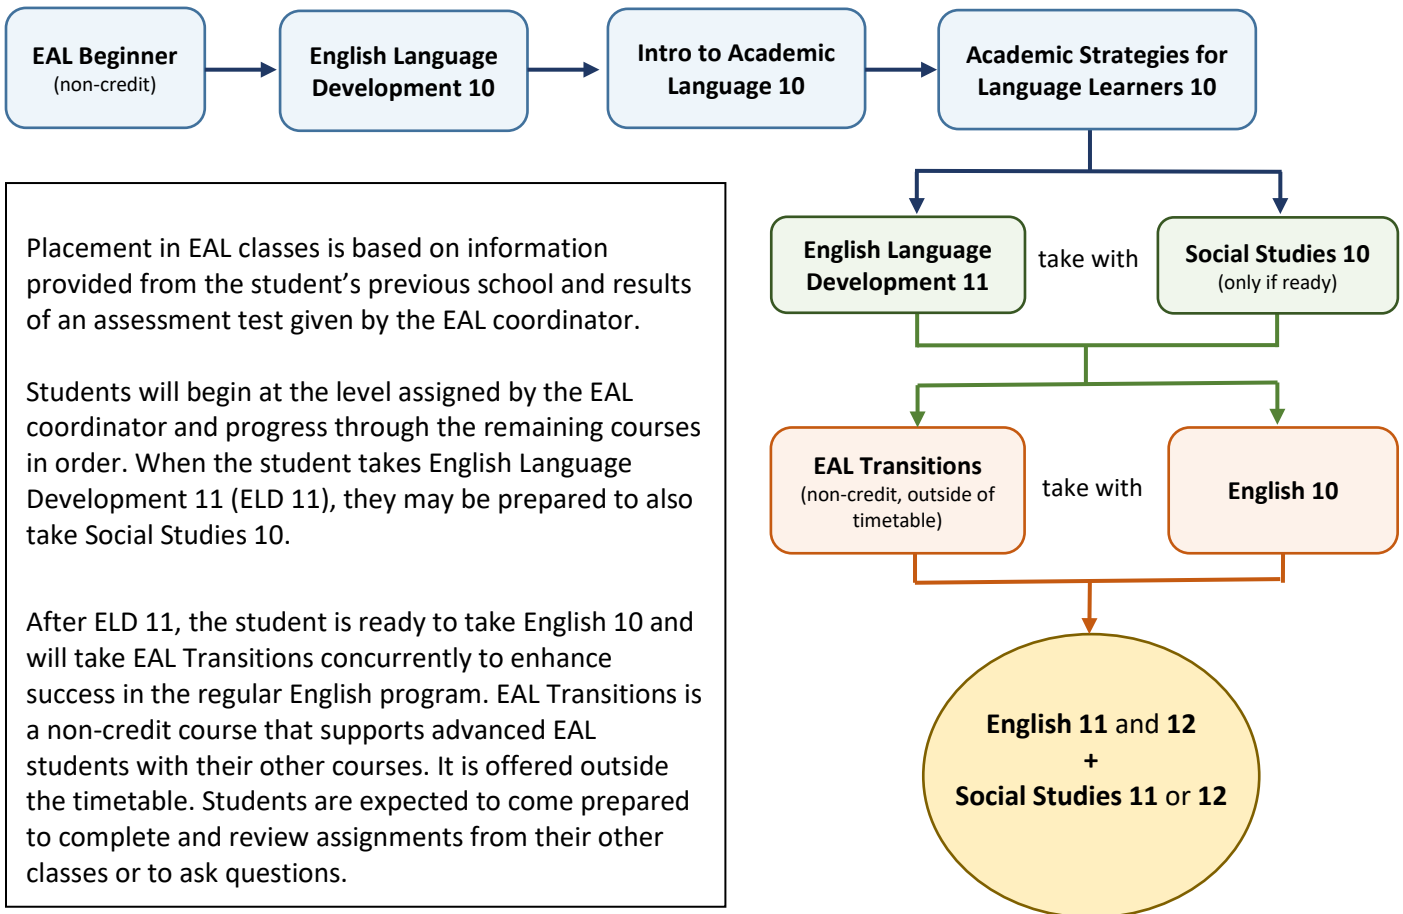 EAL Beginner
(non-credit)
English Language
Development 10
Intro to Academic
Language 10
Academic Strategies for
Language Learners 10
English Language
Development 11
take with
Social Studies 10
(only if ready)
EAL Transitions
(non-credit, outside of
timetable)
take with
English 10
English 11 and 12
+
Social Studies 11 or 12
Placement in EAL classes is based on information
provided from the student’s previous school and results
of an assessment test given by the EAL coordinator.
Students will begin at the level assigned by the EAL
coordinator and progress through the remaining courses
in order. When the student takes English Language
Development 11 (ELD 11), they may be prepared to also
take Social Studies 10.
After ELD 11, the student is ready to take English 10 and
will take EAL Transitions concurrently to enhance
success in the regular English program. EAL Transitions is
a non-credit course that supports advanced EAL
students with their other courses. It is offered outside
the timetable. Students are expected to come prepared
to complete and review assignments from their other
classes or to ask questions.